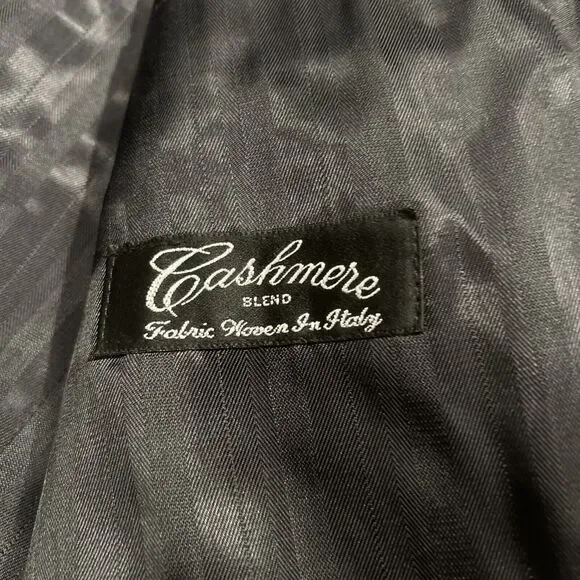 Cashmere
BLEND
Fabric Woven In Italy